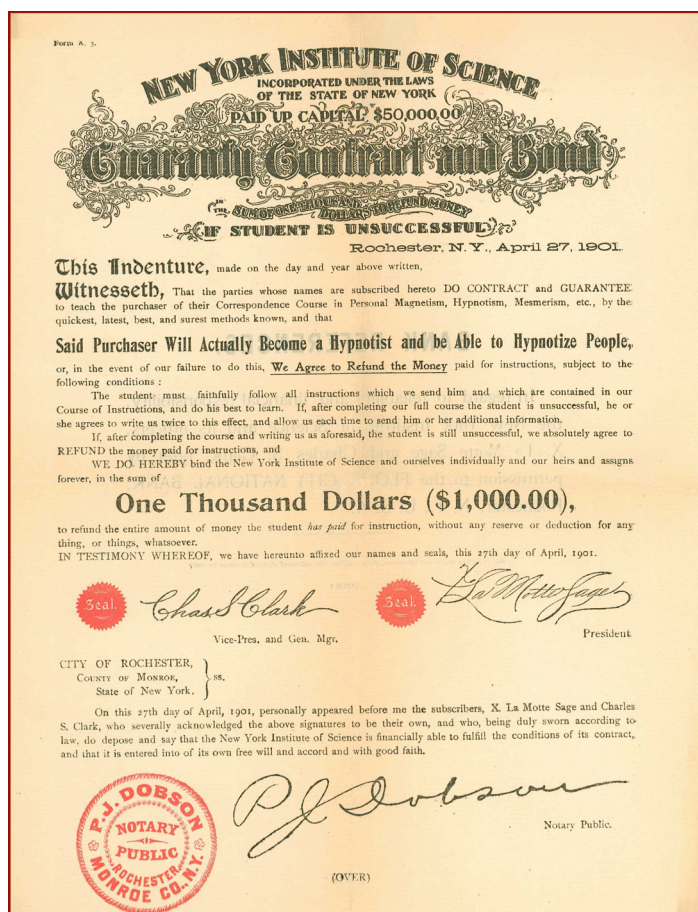 Form A. 3.
NEW YORK INSTITUTE OF SCIENCE
INCORPORATED UNDER THE LAWS
OF THE STATE OF NEW YORK
PAID UP CAPITAL $50,000,00
Guaranty Contract and Bond
IN THE SUM OF ONE THOUSAND
DOLLARS TO REFUND MONEY
IF STUDENT IS UNSUCCESSFUL
Rochester, N. Y., April 27, 1901.
This Indenture, made on the day and year above written,
Witnesseth, That the parties whose names are subscribed hereto DO CONTRACT and GUARANTEE
to teach the purchaser of their Correspondence Course in Personal Magnetism, Hypnotism, Mesmerism, etc., by the
quickest, latest, best, and surest methods known, and that
Said Purchaser Will Actually Become a Hypnotist and be Able to Hypnotize People,
or, in the event of our failure to do this, We Agree to Refund the Money paid for instructions, subject to the
following conditions :
The student must faithfully follow all instructions which we send him and which are contained in our
Course of Instructions, and do his best to learn. If, after completing our full course the student is unsuccessful, he or
she agrees to write us twice to this effect, and allow us each time to send him or her additional information.
If, after completing the course and writing us as aforesaid, the student is still unsuccessful, we absolutely agree to
REFUND the money paid for instructions, and
WE DO HEREBY bind the New York Institute of Science and ourselves individually and our heirs and assigns
forever, in the sum of
One Thousand Dollars ($1,000.00),
to refund the entire amount of money the student has paid for instruction, without any reserve or deduction for any
thing, or things, whatsoever.
IN TESTIMONY WHEREOF, we have hereunto affixed our names and seals, this 27th day of April, 1901.
Seal. Chas S Clark Seal. X. La Motte Sage
Vice-Pres. and Gen. Mgr. President
CITY OF ROCHESTER,
COUNTY OF MONROE, ss.
State of New York.
On this 27th day of April, 1901, personally appeared before me the subscribers, X. La Motte Sage and Charles
S. Clark, who severally acknowledged the above signatures to be their own, and who, being duly sworn according to
law, do depose and say that the New York Institute of Science is financially able to fulfill the conditions of its contract,
and that it is entered into of its own free will and accord and with good faith.
P J Dobson
Notary Public.
P. J. DOBSON
NOTARY
PUBLIC
ROCHESTER,
MONROE CO., N.Y.
(OVER)